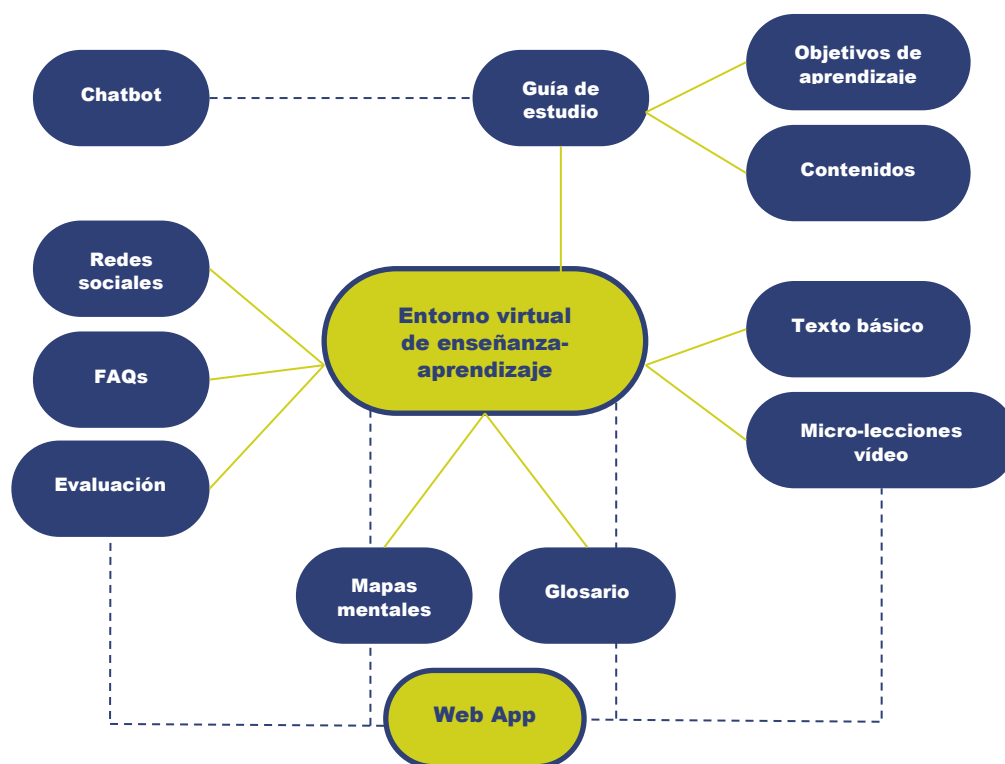 Chatbot
Guía de
estudio
Objetivos de
aprendizaje
Contenidos
Redes
sociales
FAQs
Evaluación
Entorno virtual
de enseñanza-
aprendizaje
Texto básico
Micro-lecciones
vídeo
Mapas
mentales
Glosario
Web App